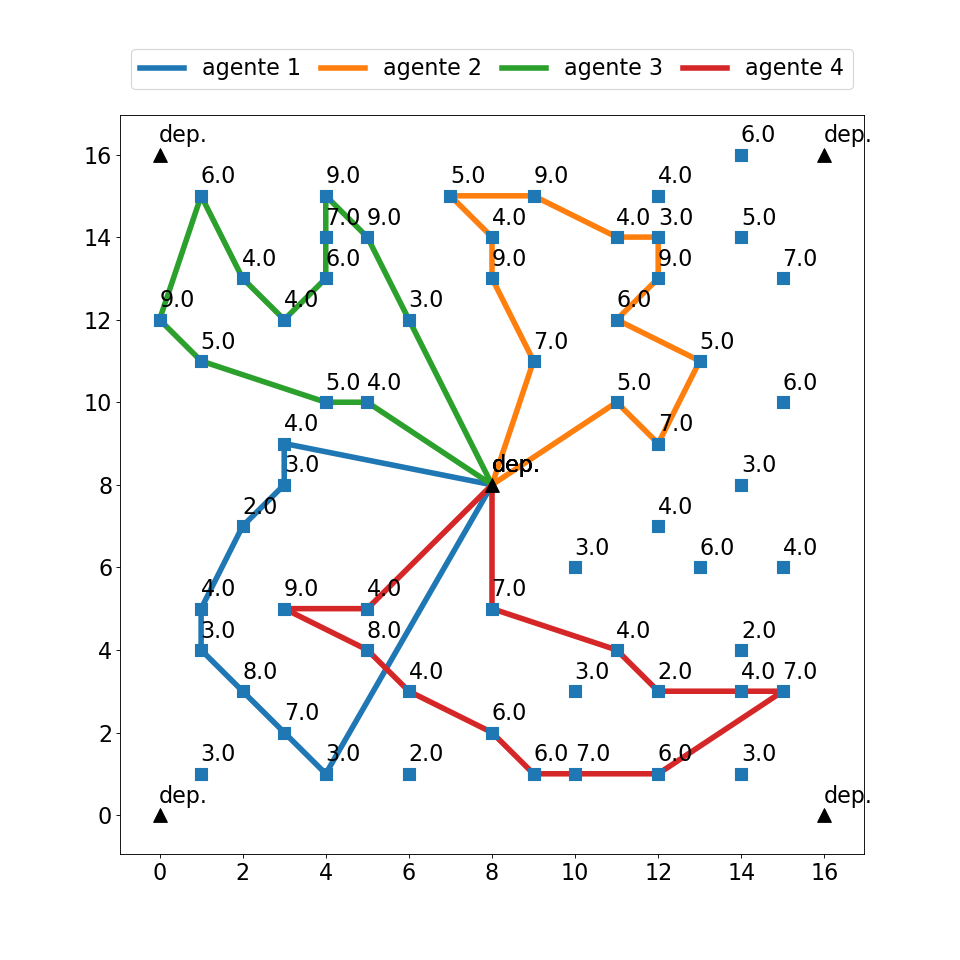 agente 1 agente 2 agente 3 agente 4
dep. 6.0 dep.
16
6.0 9.0 5.0 9.0 4.0
7.0 9.0 4.0 4.0 3.0 5.0
14
4.0 6.0 9.0 9.0 7.0
9.0 4.0 3.0 6.0
12
5.0 7.0 5.0
5.0 4.0 5.0 6.0
10
4.0 7.0
3.0 dep. 3.0
8
2.0 4.0
3.0 6.0 4.0
6
4.0 9.0 4.0 7.0
3.0 8.0 4.0 2.0
4
8.0 4.0 3.0 2.0 4.0 7.0
7.0 6.0
2
3.0 3.0 2.0 6.0 7.0 6.0 3.0
dep. dep.
0
0 2 4 6 8 10 12 14 16